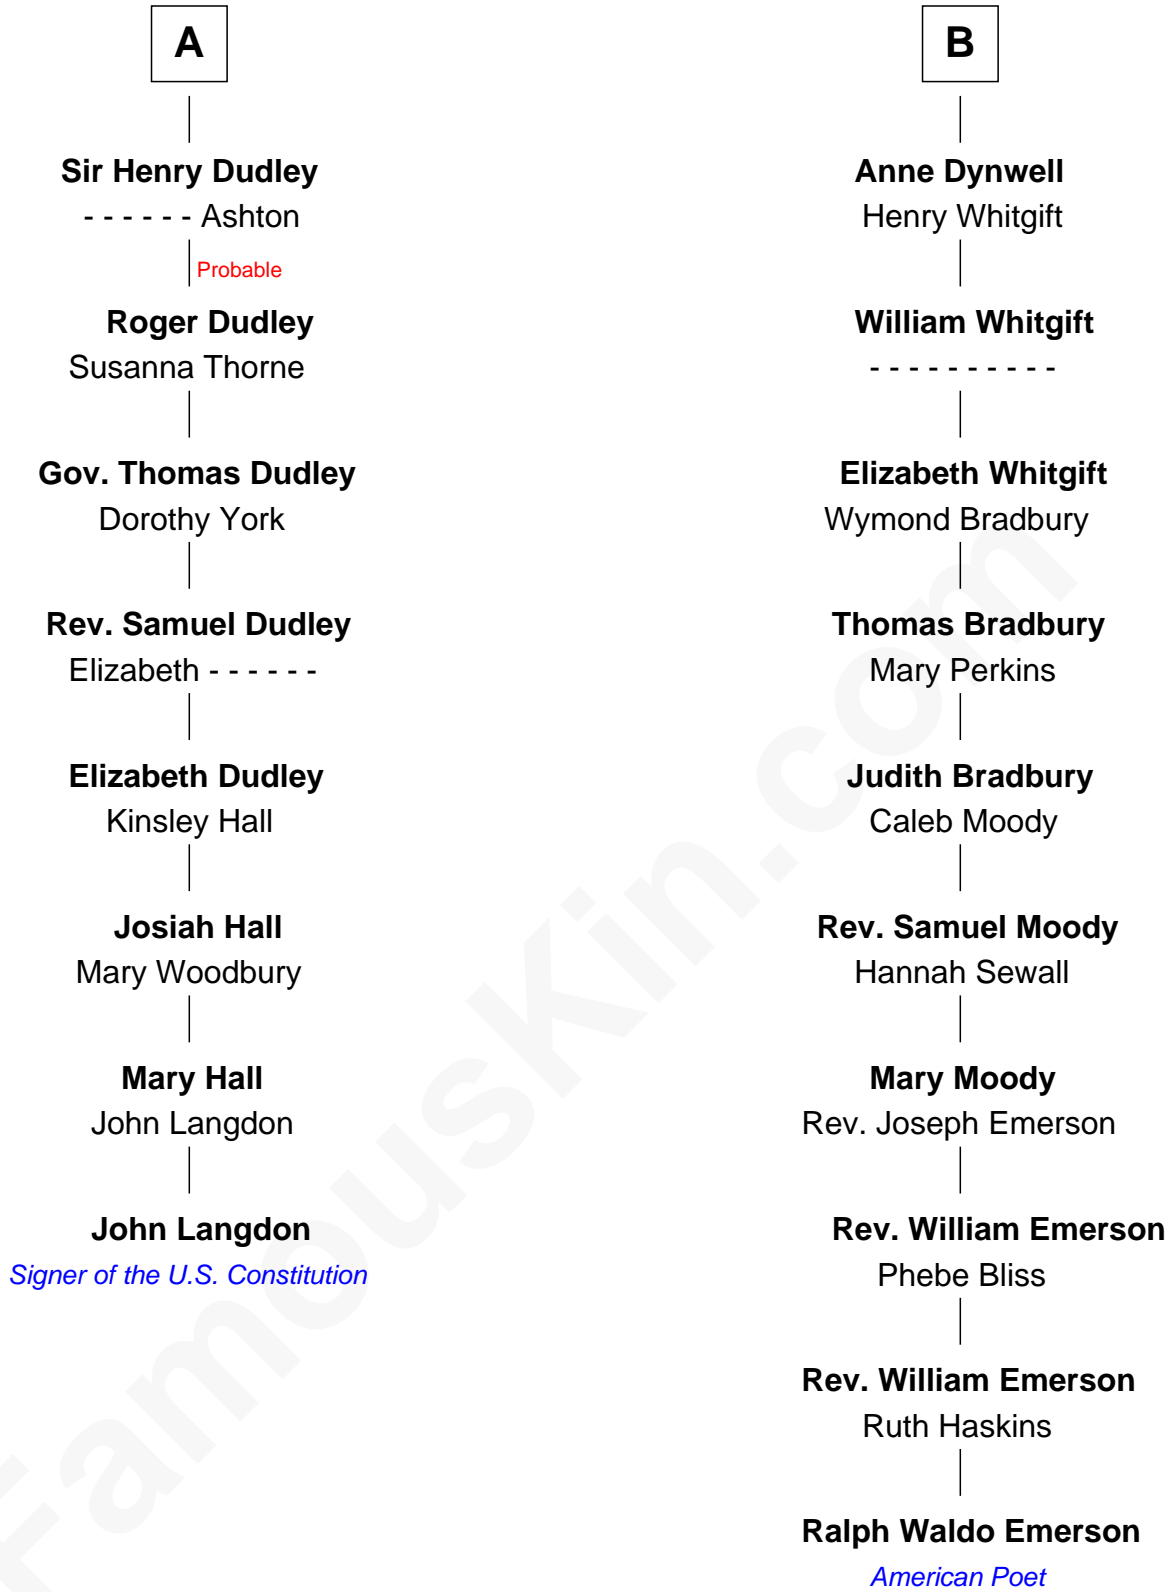 A
Sir Henry Dudley
- - - - - - Ashton
Probable
Roger Dudley
Susanna Thorne
Gov. Thomas Dudley
Dorothy York
Rev. Samuel Dudley
Elizabeth - - - - - -
Elizabeth Dudley
Kinsley Hall
Josiah Hall
Mary Woodbury
Mary Hall
John Langdon
John Langdon
Signer of the U.S. Constitution
B
Anne Dynwell
Henry Whitgift
William Whitgift
- - - - - - - - - -
Elizabeth Whitgift
Wymond Bradbury
Thomas Bradbury
Mary Perkins
Judith Bradbury
Caleb Moody
Rev. Samuel Moody
Hannah Sewall
Mary Moody
Rev. Joseph Emerson
Rev. William Emerson
Phebe Bliss
Rev. William Emerson
Ruth Haskins
Ralph Waldo Emerson
American Poet
FamousKin.com